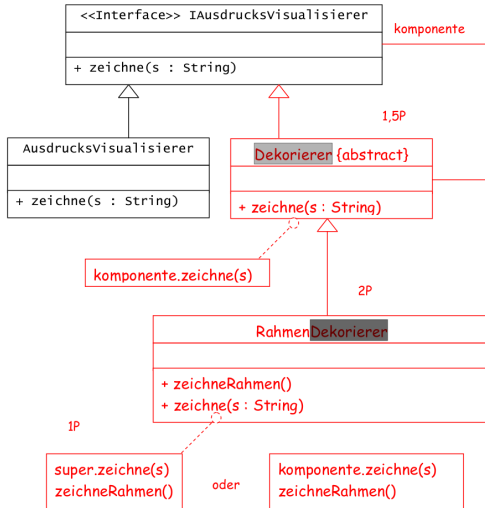 <<Interface>> IAusdrucksVisualisierer
komponente
+ zeichne(s : String)
1,5P
AusdrucksVisualisierer
Dekorierer {abstract}
+ zeichne(s : String)
+ zeichne(s : String)
komponente.zeichne(s)
2P
RahmenDekorierer
+ zeichneRahmen()
+ zeichne(s : String)
1P
super.zeichne(s)
zeichneRahmen()
oder
komponente.zeichne(s)
zeichneRahmen()